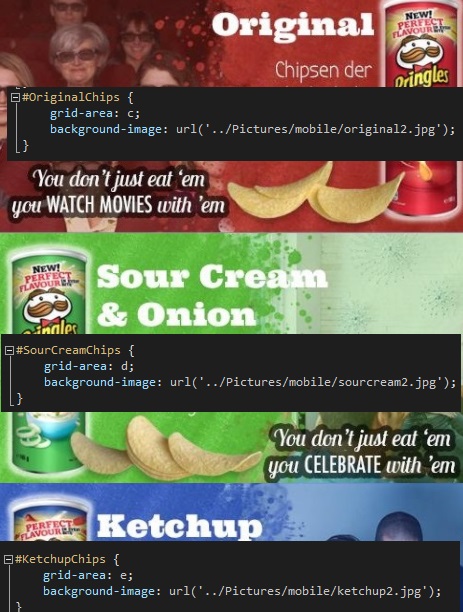 Original
NEW!
PERFECT
FLAVOUR
Pringles
Chipsen der
#OriginalChips {
grid-area: c;
background-image: url('../Pictures/mobile/original2.jpg');
}
You don't just eat 'em
you WATCH MOVIES with 'em
NEW!
PERFECT
FLAVOUR
Sour Cream
& Onion
#SourCreamChips {
grid-area: d;
background-image: url('../Pictures/mobile/sourcream2.jpg');
}
You don't just eat 'em
you CELEBRATE with 'em
PERFECT
FLAVOUR
Ketchup
#KetchupChips {
grid-area: e;
background-image: url('../Pictures/mobile/ketchup2.jpg');
}